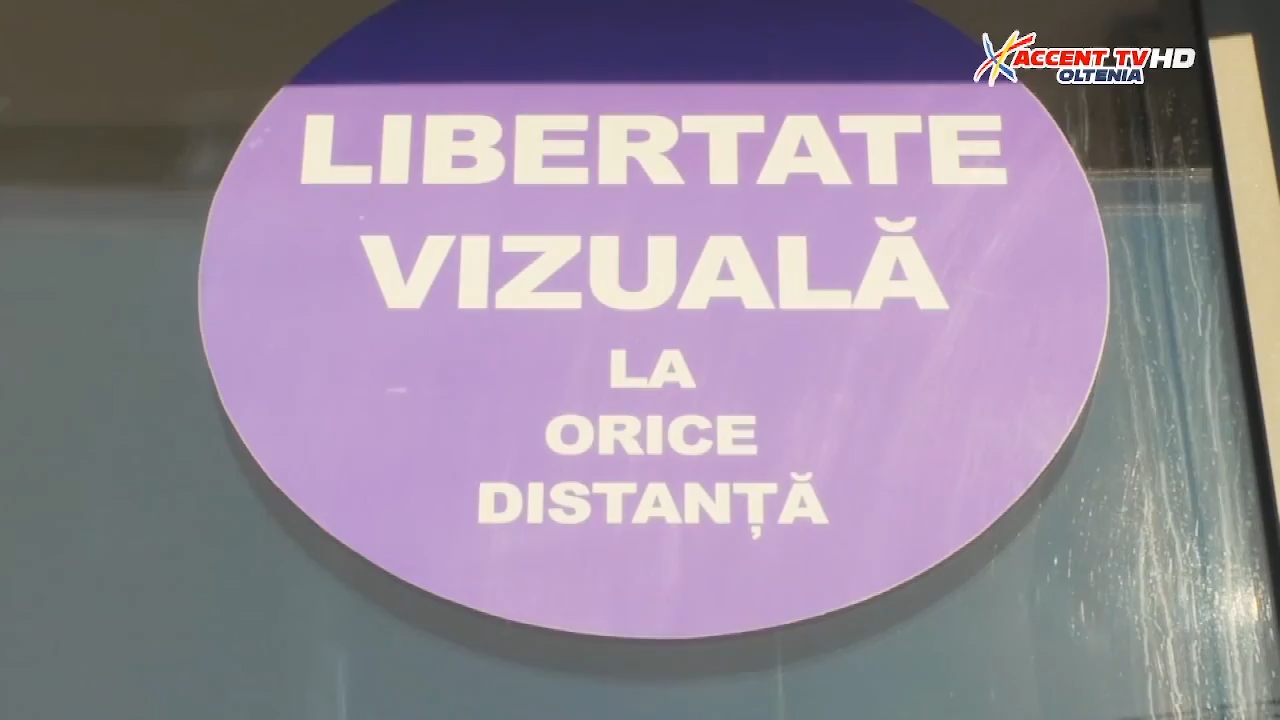 ACCENT TV HD
OLTENIA
LIBERTATE
VIZUALĂ
LA
ORICE
DISTANȚĂ